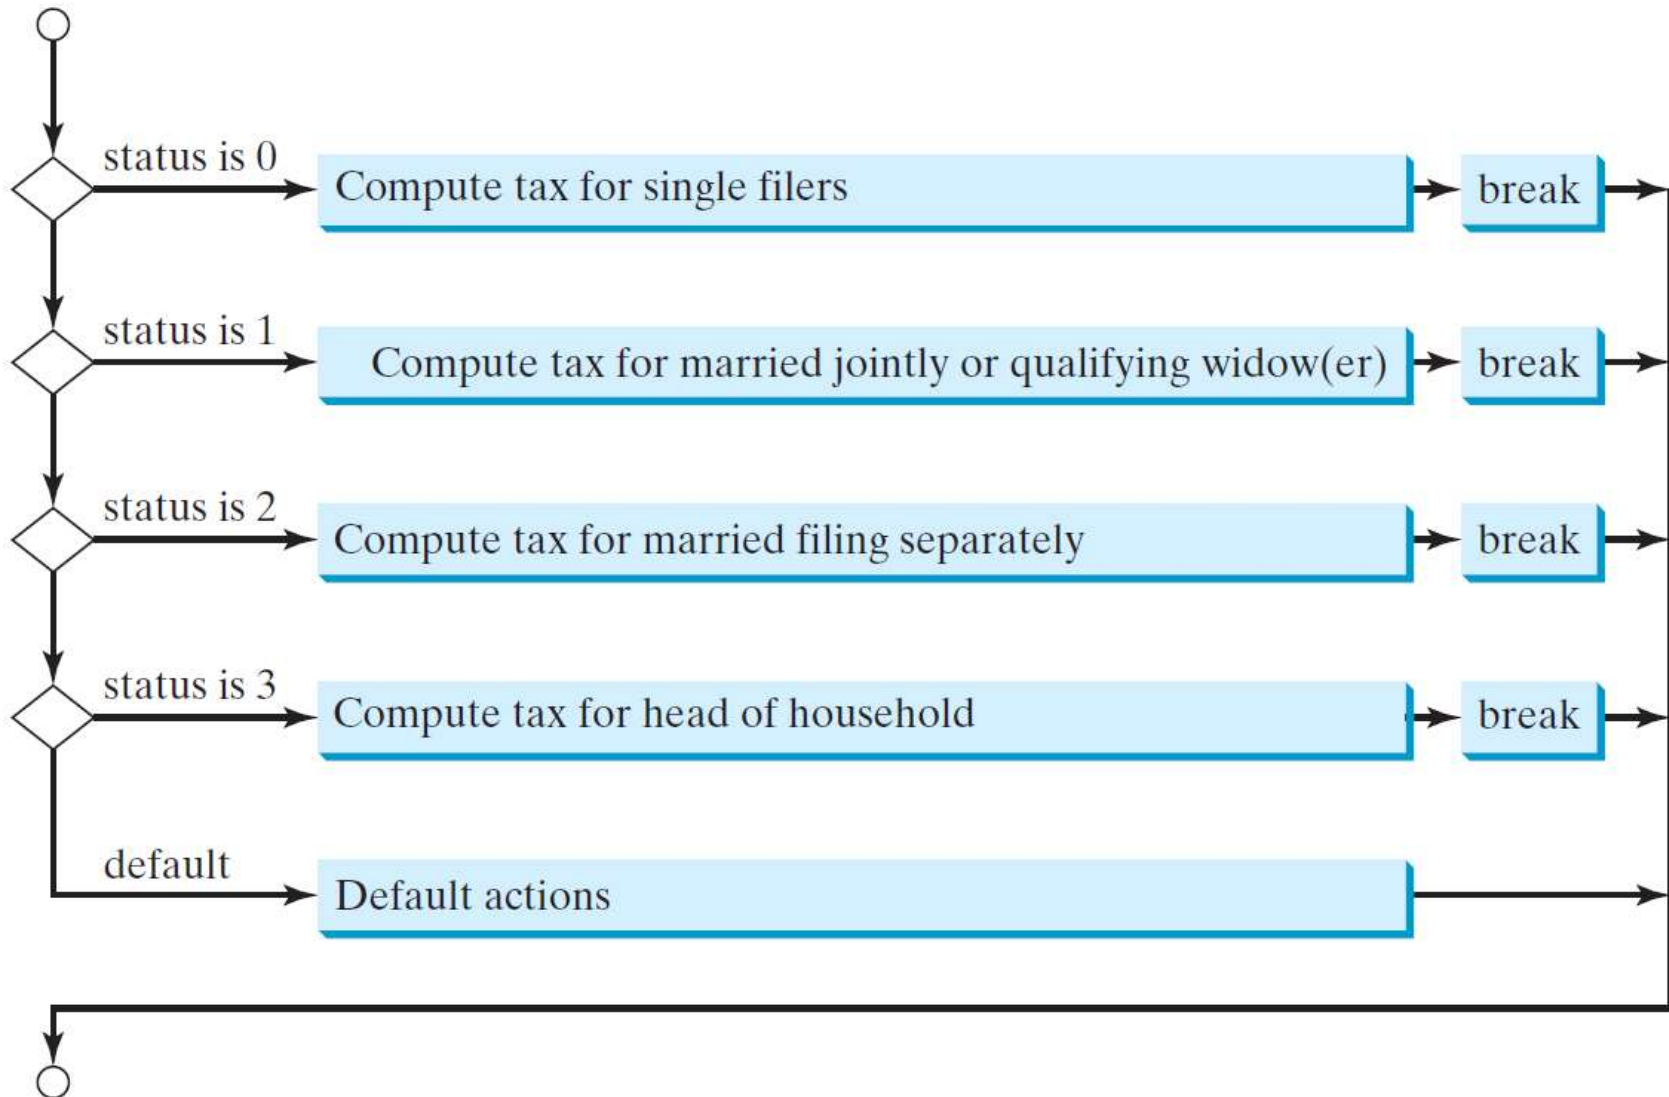 status is 0
Compute tax for single filers
break
status is 1
Compute tax for married jointly or qualifying widow(er)
break
status is 2
Compute tax for married filing separately
break
status is 3
Compute tax for head of household
break
default
Default actions